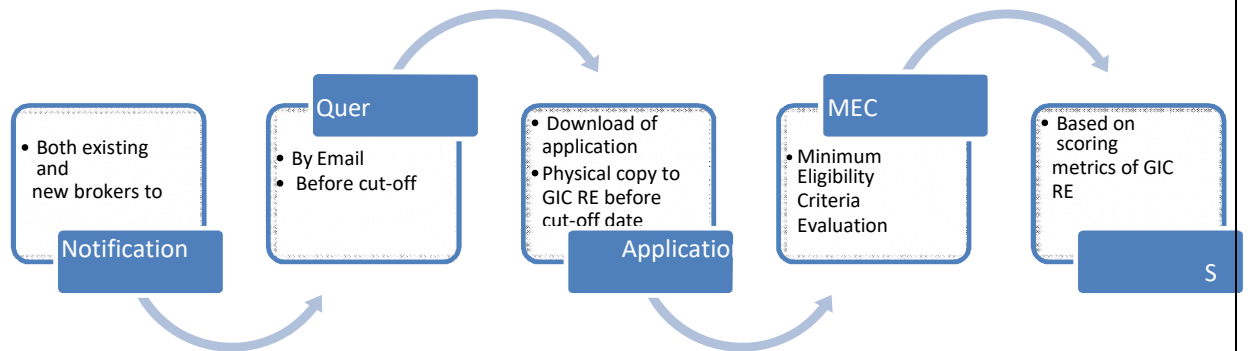 • Both existing
and
new brokers to
Notification
Quer
• By Email
• Before cut-off
• Download of
application
• Physical copy to
GIC RE before
cut-off date
Application
MEC
• Minimum
Eligibility
Criteria
Evaluation
• Based on
scoring
metrics of GIC
RE
S